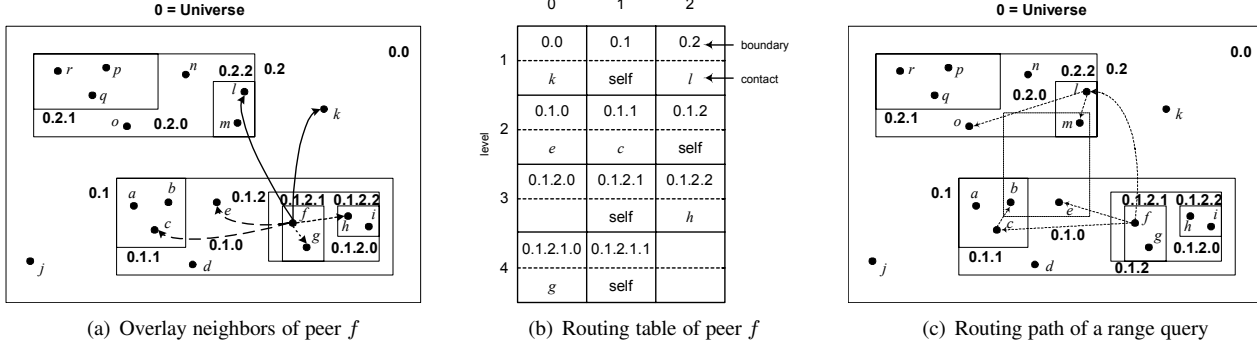 0 = Universe
0.0
r
p
n
0.2.2
0.2
q
l
k
o
m
0.2.1
0.2.0
0.1
a
b
e
0.1.2
0.1.2.1
0.1.2.2
c
f
h
i
g
0.1.0
0.1.1
0.1.2.0
d
j
(a) Overlay neighbors of peer f
0 1 2
level
1
0.0 0.1 0.2 boundary
k self l contact
2
0.1.0 0.1.1 0.1.2
e c self
3
0.1.2.0 0.1.2.1 0.1.2.2
self h
4
0.1.2.1.0 0.1.2.1.1
g self
(b) Routing table of peer f
0 = Universe
0.0
r
p
n
0.2.2
0.2
q
l
0.2.0
k
o
m
0.2.1
0.1
a
b
e
0.1.2.1
0.1.2.2
c
f
h
i
g
0.1.0
0.1.1
0.1.2.0
d
0.1.2
j
(c) Routing path of a range query